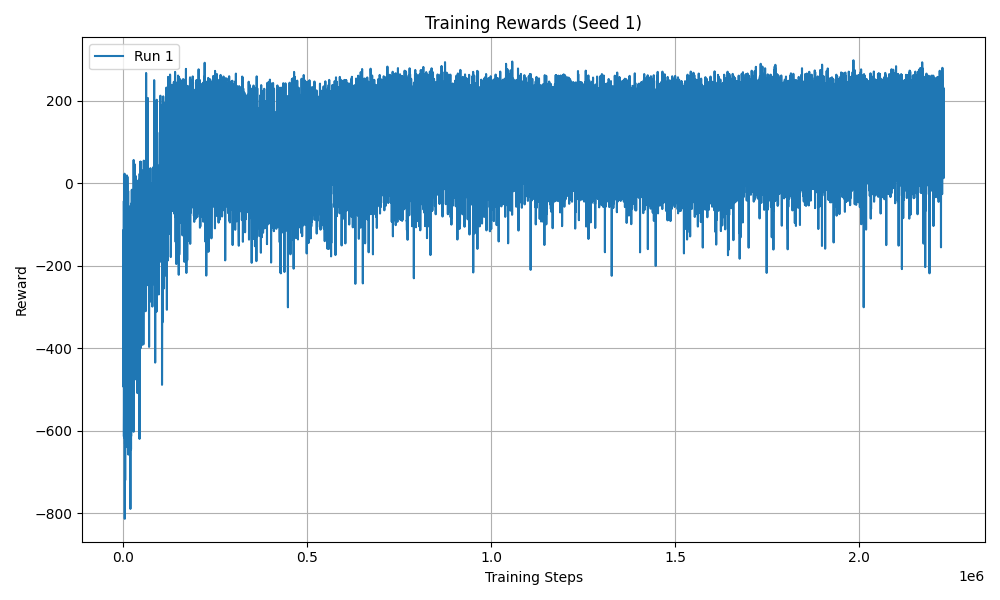 Training Rewards (Seed 1)
Run 1
Reward
200
0
−200
−400
−600
−800
0.0 0.5 1.0 1.5 2.0
1e6
Training Steps